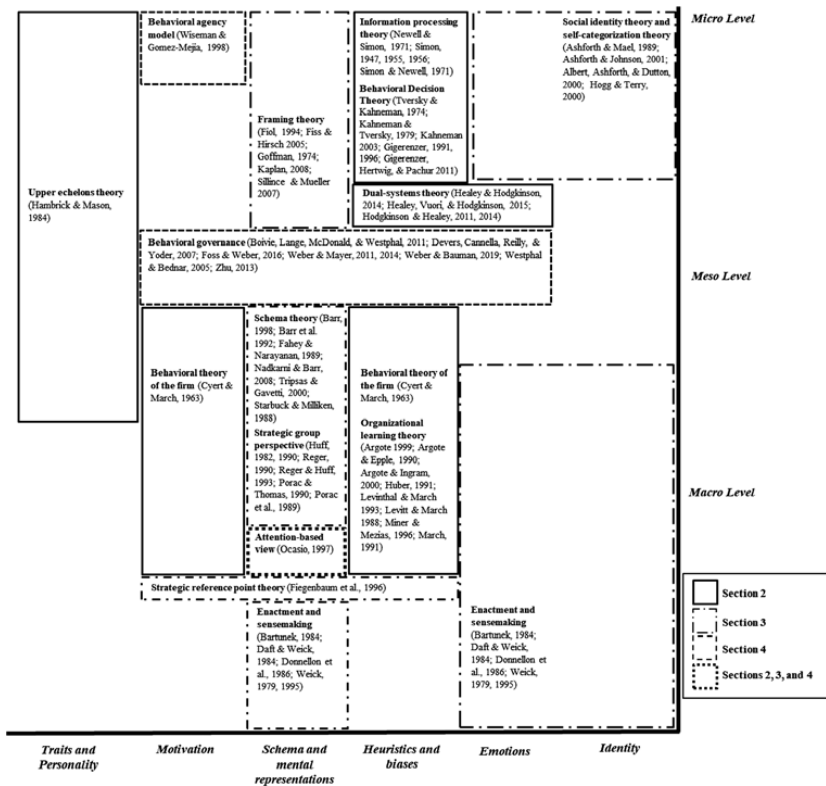 Behavioral agency
model (Wiseman &
Gomez-Mejia, 1998)
Information processing
theory (Newell &
Simon, 1971; Simon,
1947, 1955, 1956;
Simon & Newell, 1971)
Behavioral Decision
Theory (Tversky &
Kahneman, 1974;
Kahneman &
Tversky, 1979; Kahneman
2003; Gigerenzer, 1991,
1996; Gigerenzer,
Hertwig, & Pachur 2011)
Social identity theory and
self-categorization theory
(Ashforth & Mael, 1989;
Ashforth & Johnson, 2001;
Albert, Ashforth, & Dutton,
2000; Hogg & Terry,
2000)
Micro Level
Framing theory
(Fiol, 1994; Fiss &
Hirsch 2005;
Goffman, 1974;
Kaplan, 2008;
Sillince & Mueller
2007)
Upper echelons theory
(Hambrick & Mason,
1984)
Dual-systems theory (Healey & Hodgkinson,
2014; Healey, Vuori, & Hodgkinson, 2015;
Hodgkinson & Healey, 2011, 2014)
Behavioral governance (Boivie, Lange, McDonald, & Westphal, 2011; Devers, Cannella, Reilly, &
Yoder, 2007; Foss & Weber, 2016; Weber & Mayer, 2011, 2014; Weber & Bauman, 2019; Westphal
& Bednar, 2005; Zhu, 2013)
Meso Level
Behavioral theory
of the firm (Cyert &
March, 1963)
Schema theory (Barr,
1998; Barr et al.
1992; Fahey &
Narayanan, 1989;
Nadkarni & Barr,
2008; Tripsas &
Gavetti, 2000;
Starbuck & Milliken,
1988)
Strategic group
perspective (Huff,
1982, 1990; Reger,
1990; Reger & Huff,
1993; Porac &
Thomas, 1990; Porac
et al., 1989)
Attention-based
view (Ocasio, 1997)
Behavioral theory of
the firm (Cyert &
March, 1963)
Organizational
learning theory
(Argote 1999; Argote
& Epple, 1990;
Argote & Ingram,
2000; Huber, 1991;
Levinthal & March
1993; Levitt & March
1988; Miner &
Mezias, 1996; March,
1991)
Macro Level
Strategic reference point theory (Fiegenbaum et al., 1996)
Enactment and
sensemaking
(Bartunek, 1984;
Daft & Weick,
1984; Donnellon et
al., 1986; Weick,
1979, 1995)
Enactment and
sensemaking
(Bartunek, 1984;
Daft & Weick,
1984; Donnellon et
al., 1986; Weick,
1979, 1995)
Section 2
Section 3
Section 4
Sections 2, 3, and 4
Traits and
Personality
Motivation
Schema and
mental
representations
Heuristics and
biases
Emotions
Identity